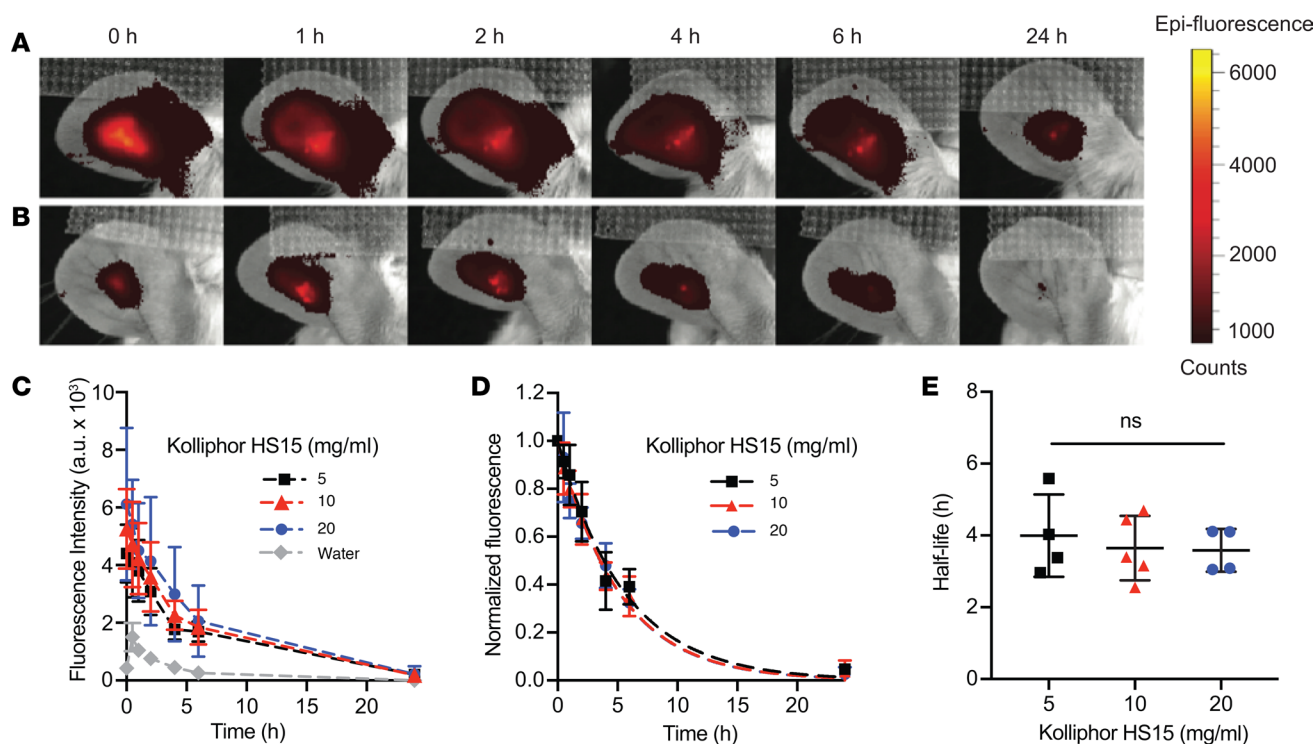 A
0 h 1 h 2 h 4 h 6 h 24 h
Epi-fluorescence
6000
4000
2000
1000
Counts
B
C
Fluorescence Intensity (a.u. x 10³)
10
8
6
4
2
0
Kolliphor HS15 (mg/ml)
5
10
20
Water
0 5 10 15 20
Time (h)
D
Normalized fluorescence
1.2
1.0
0.8
0.6
0.4
0.2
0.0
Kolliphor HS15 (mg/ml)
5
10
20
0 5 10 15 20
Time (h)
E
Half-life (h)
8
6
4
2
0
ns
5 10 20
Kolliphor HS15 (mg/ml)